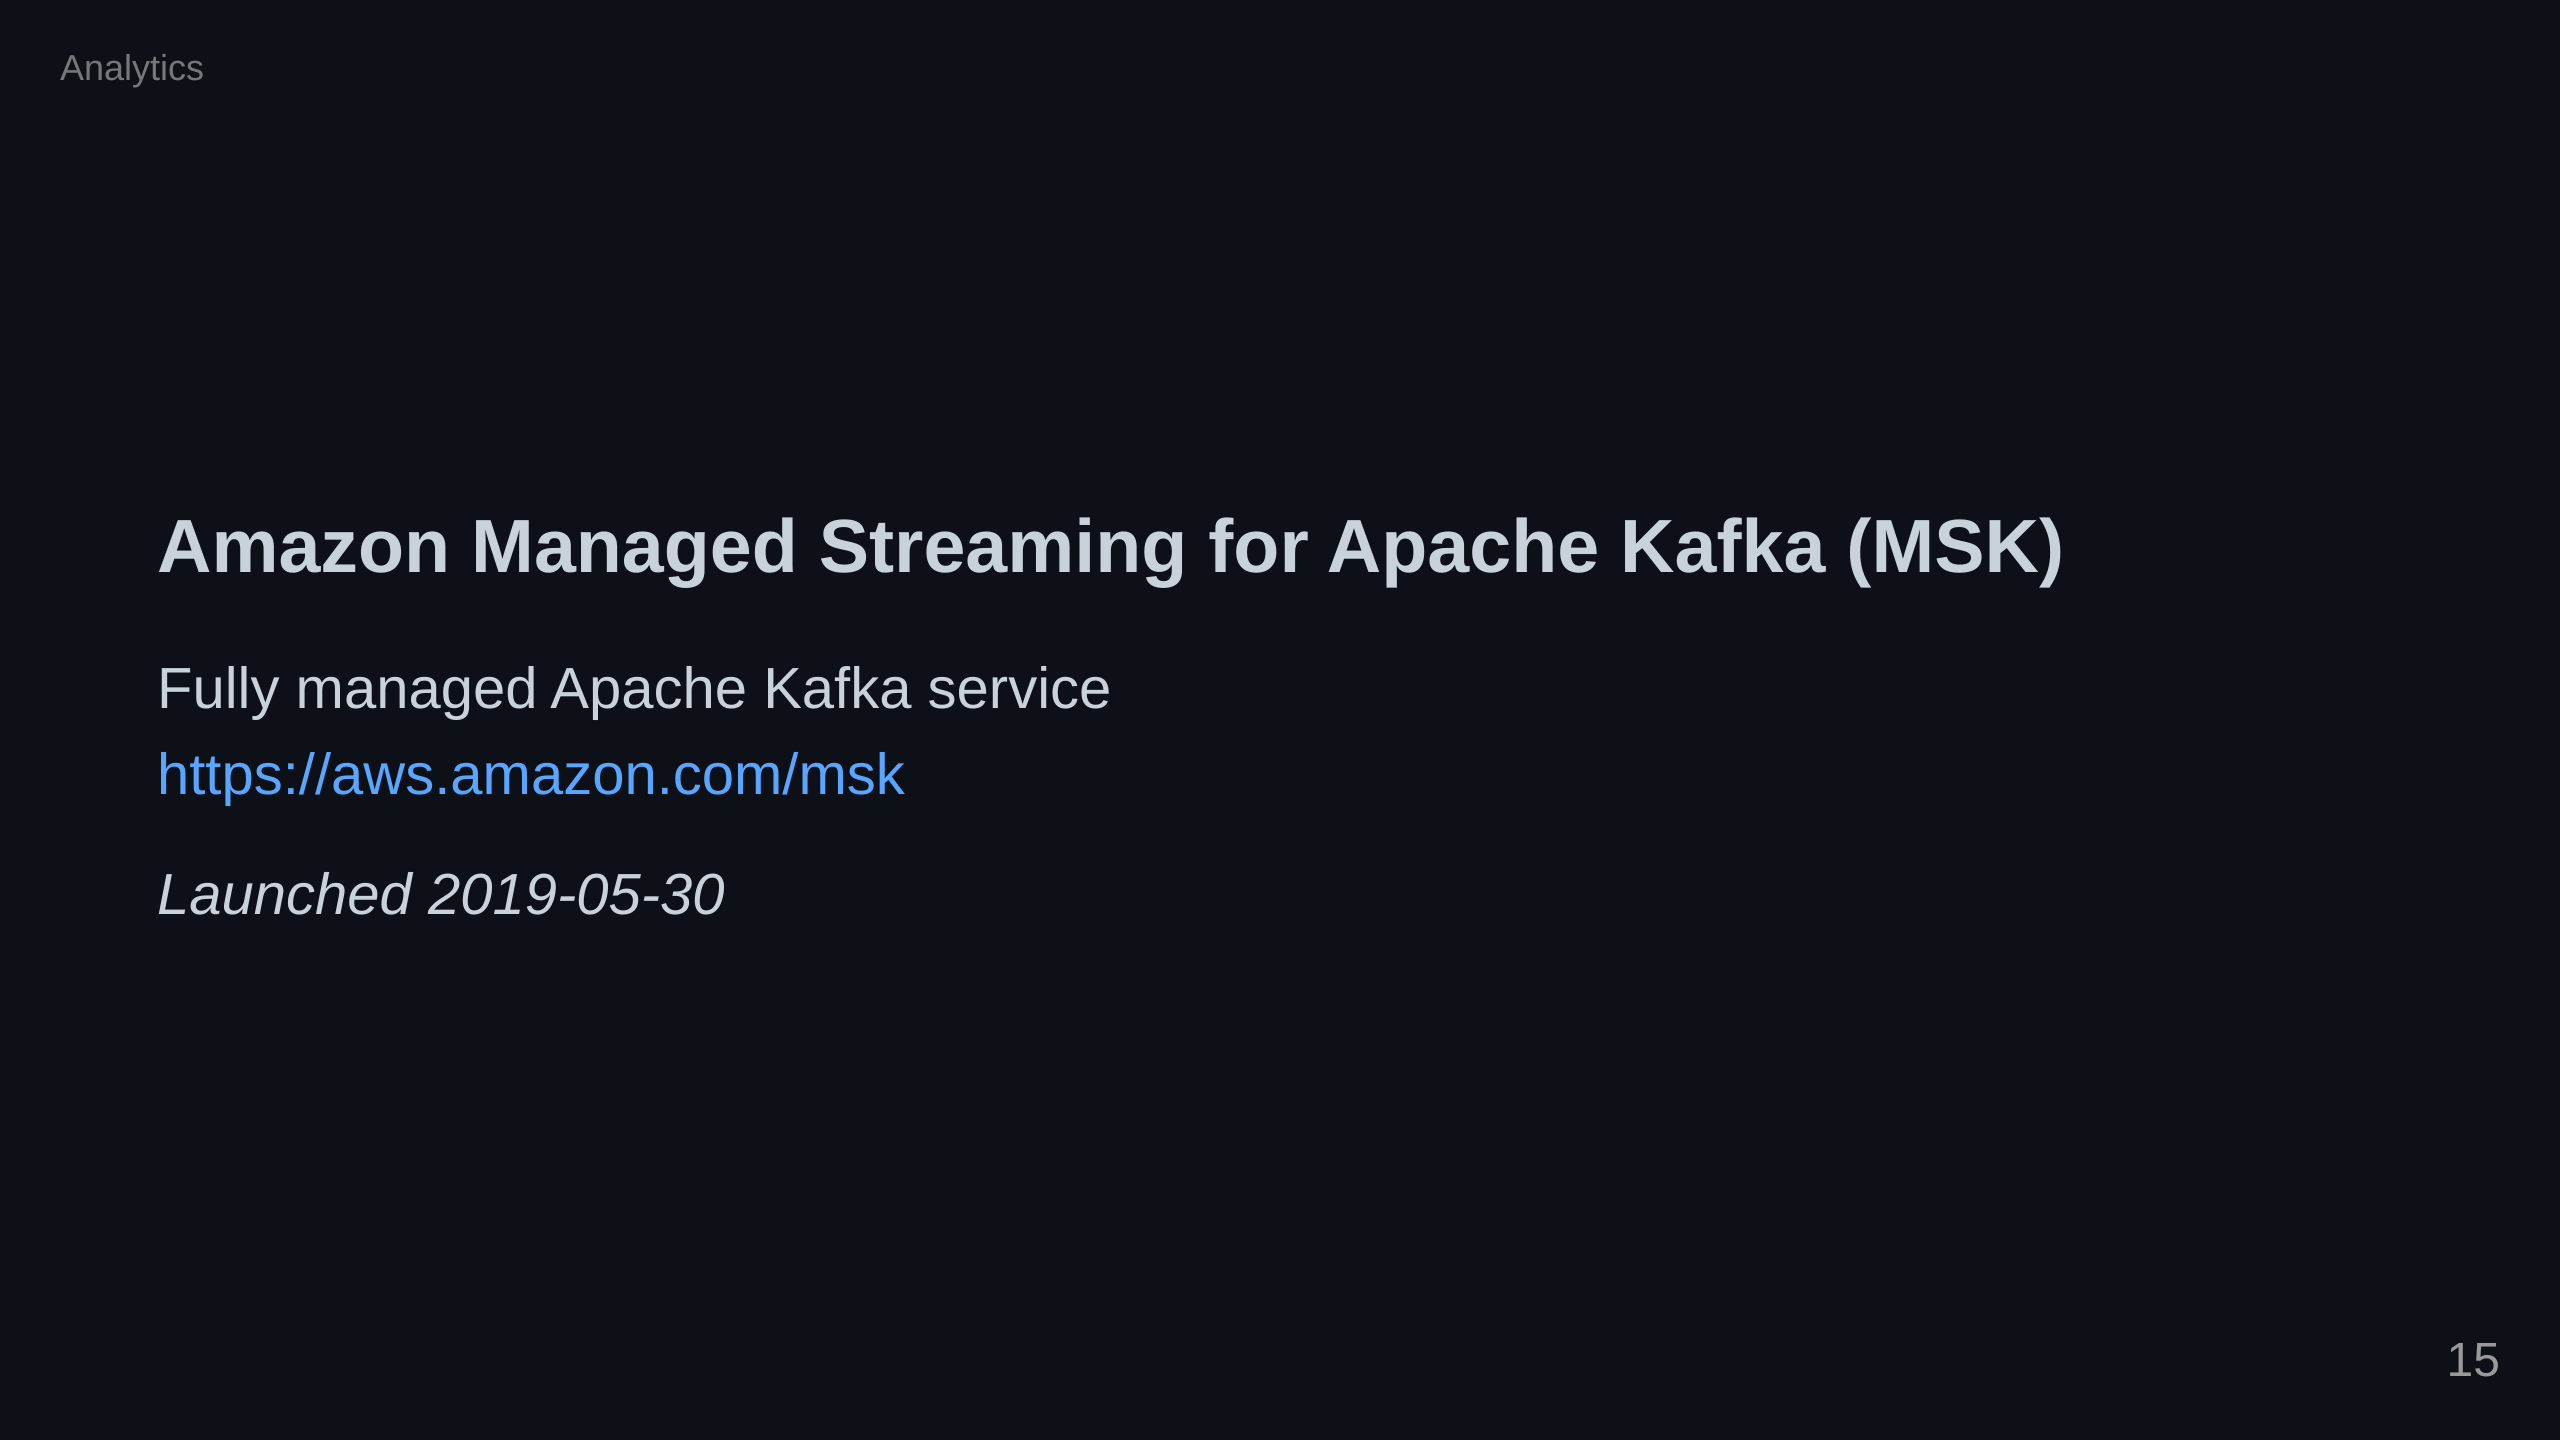 Analytics
Amazon Managed Streaming for Apache Kafka (MSK)
Fully managed Apache Kafka service
https://aws.amazon.com/msk
Launched 2019-05-30
15